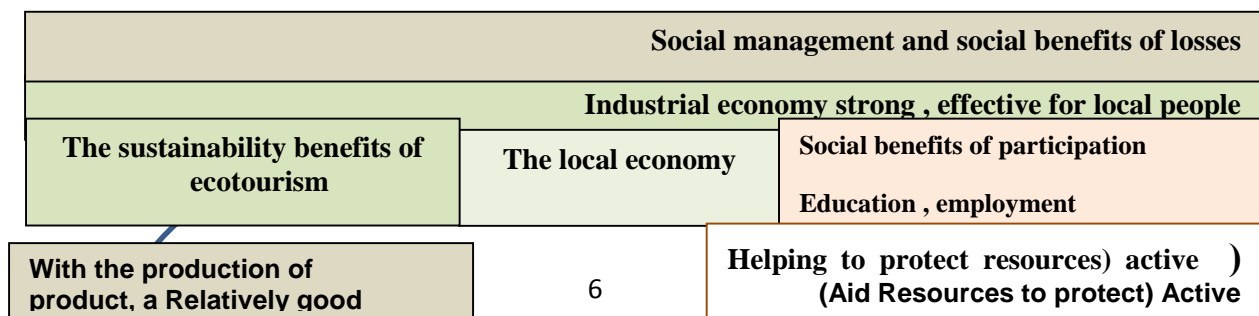 Social management and social benefits of losses
Industrial economy strong , effective for local people
The sustainability benefits of
ecotourism
The local economy
Social benefits of participation
Education , employment
With the production of
product, a Relatively good
6
Helping to protect resources) active )
(Aid Resources to protect) Active